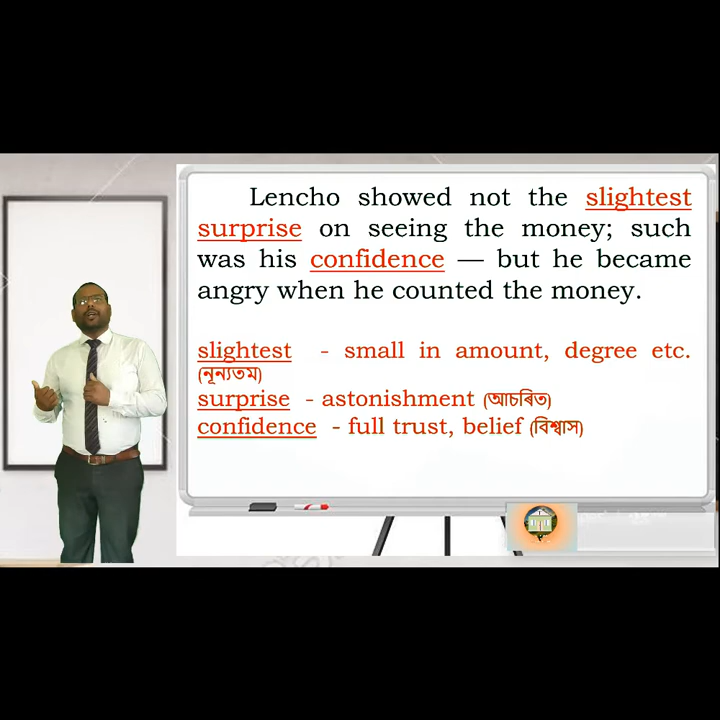 Lencho showed not the slightest
surprise on seeing the money; such
was his confidence — but he became
angry when he counted the money.
slightest - small in amount, degree etc.
(নূন্যতম)
surprise - astonishment (আচৰিত)
confidence - full trust, belief (বিশ্বাস)